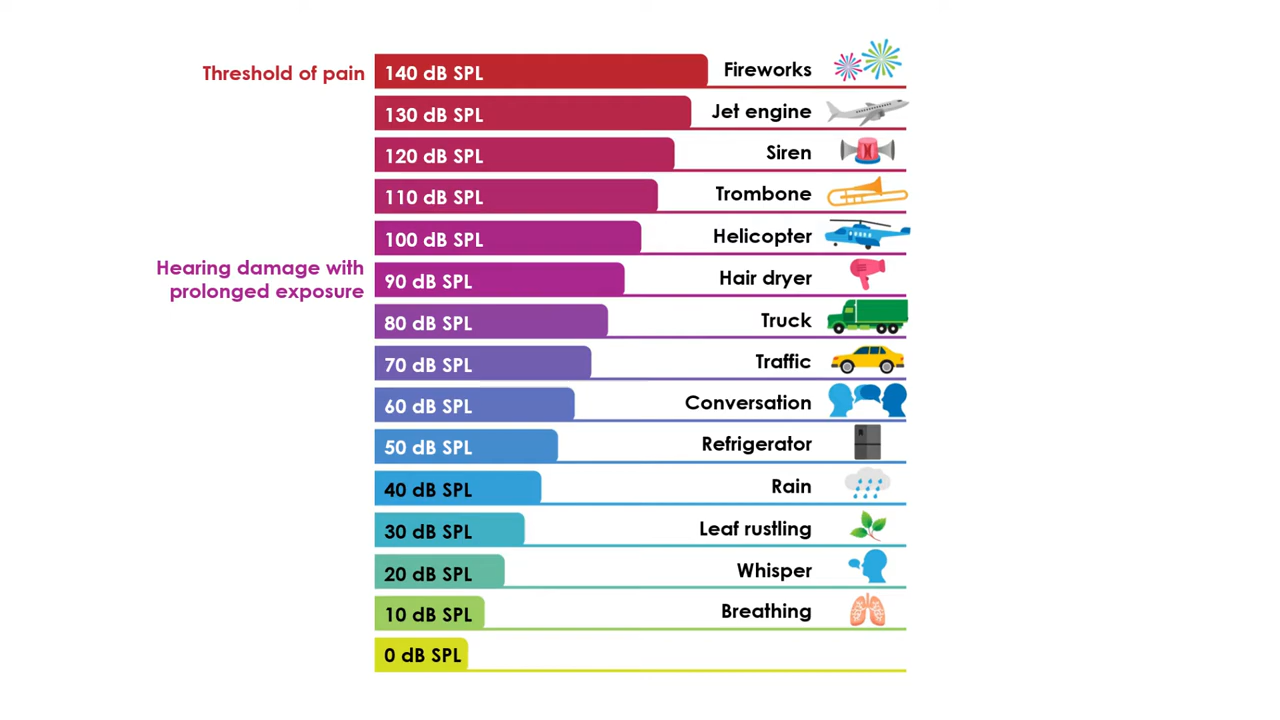 Threshold of pain 140 dB SPL Fireworks
130 dB SPL Jet engine
120 dB SPL Siren
110 dB SPL Trombone
100 dB SPL Helicopter
Hearing damage with
prolonged exposure
90 dB SPL Hair dryer
80 dB SPL Truck
70 dB SPL Traffic
60 dB SPL Conversation
50 dB SPL Refrigerator
40 dB SPL Rain
30 dB SPL Leaf rustling
20 dB SPL Whisper
10 dB SPL Breathing
0 dB SPL